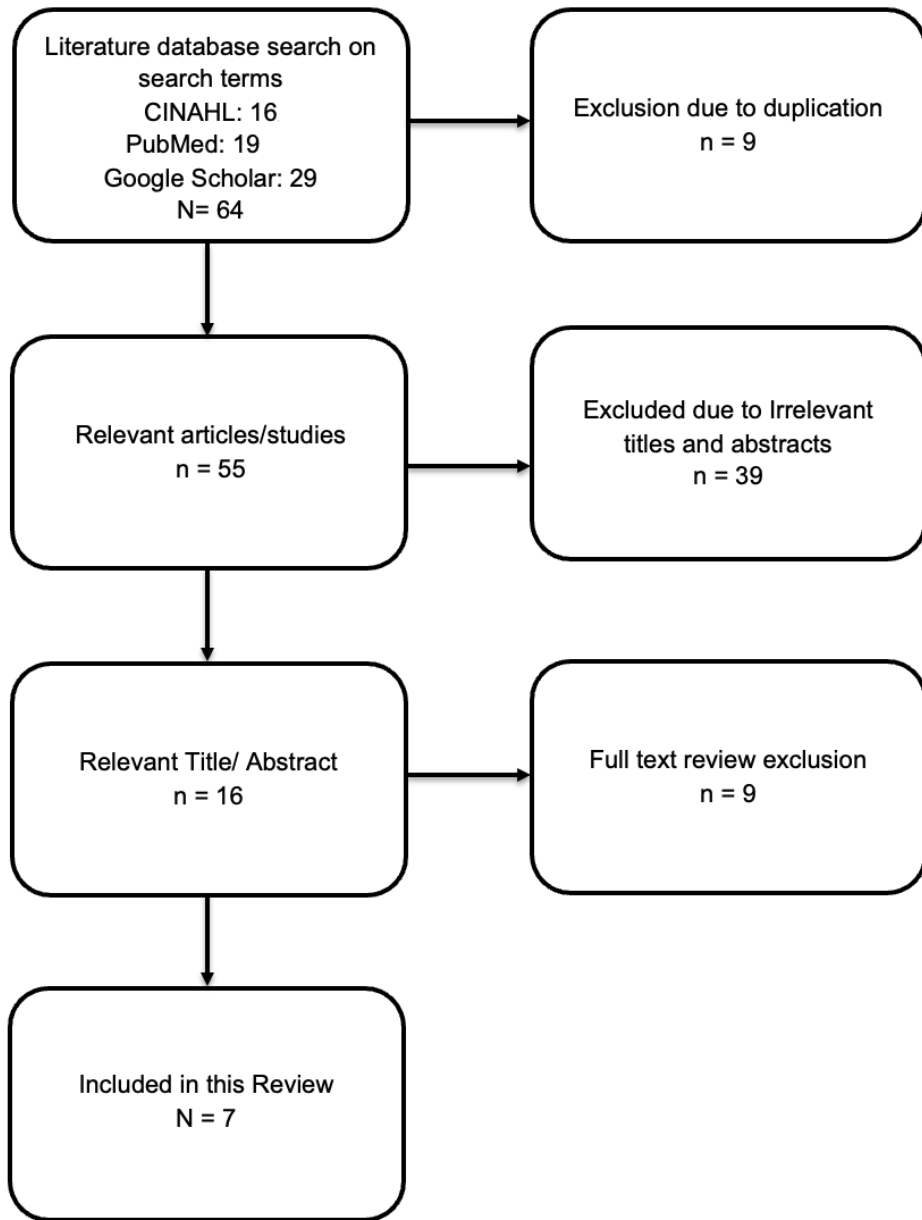 Literature database search on
search terms
CINAHL: 16
PubMed: 19
Google Scholar: 29
N= 64
Exclusion due to duplication
n = 9
Relevant articles/studies
n = 55
Excluded due to Irrelevant
titles and abstracts
n = 39
Relevant Title/ Abstract
n = 16
Full text review exclusion
n = 9
Included in this Review
N = 7